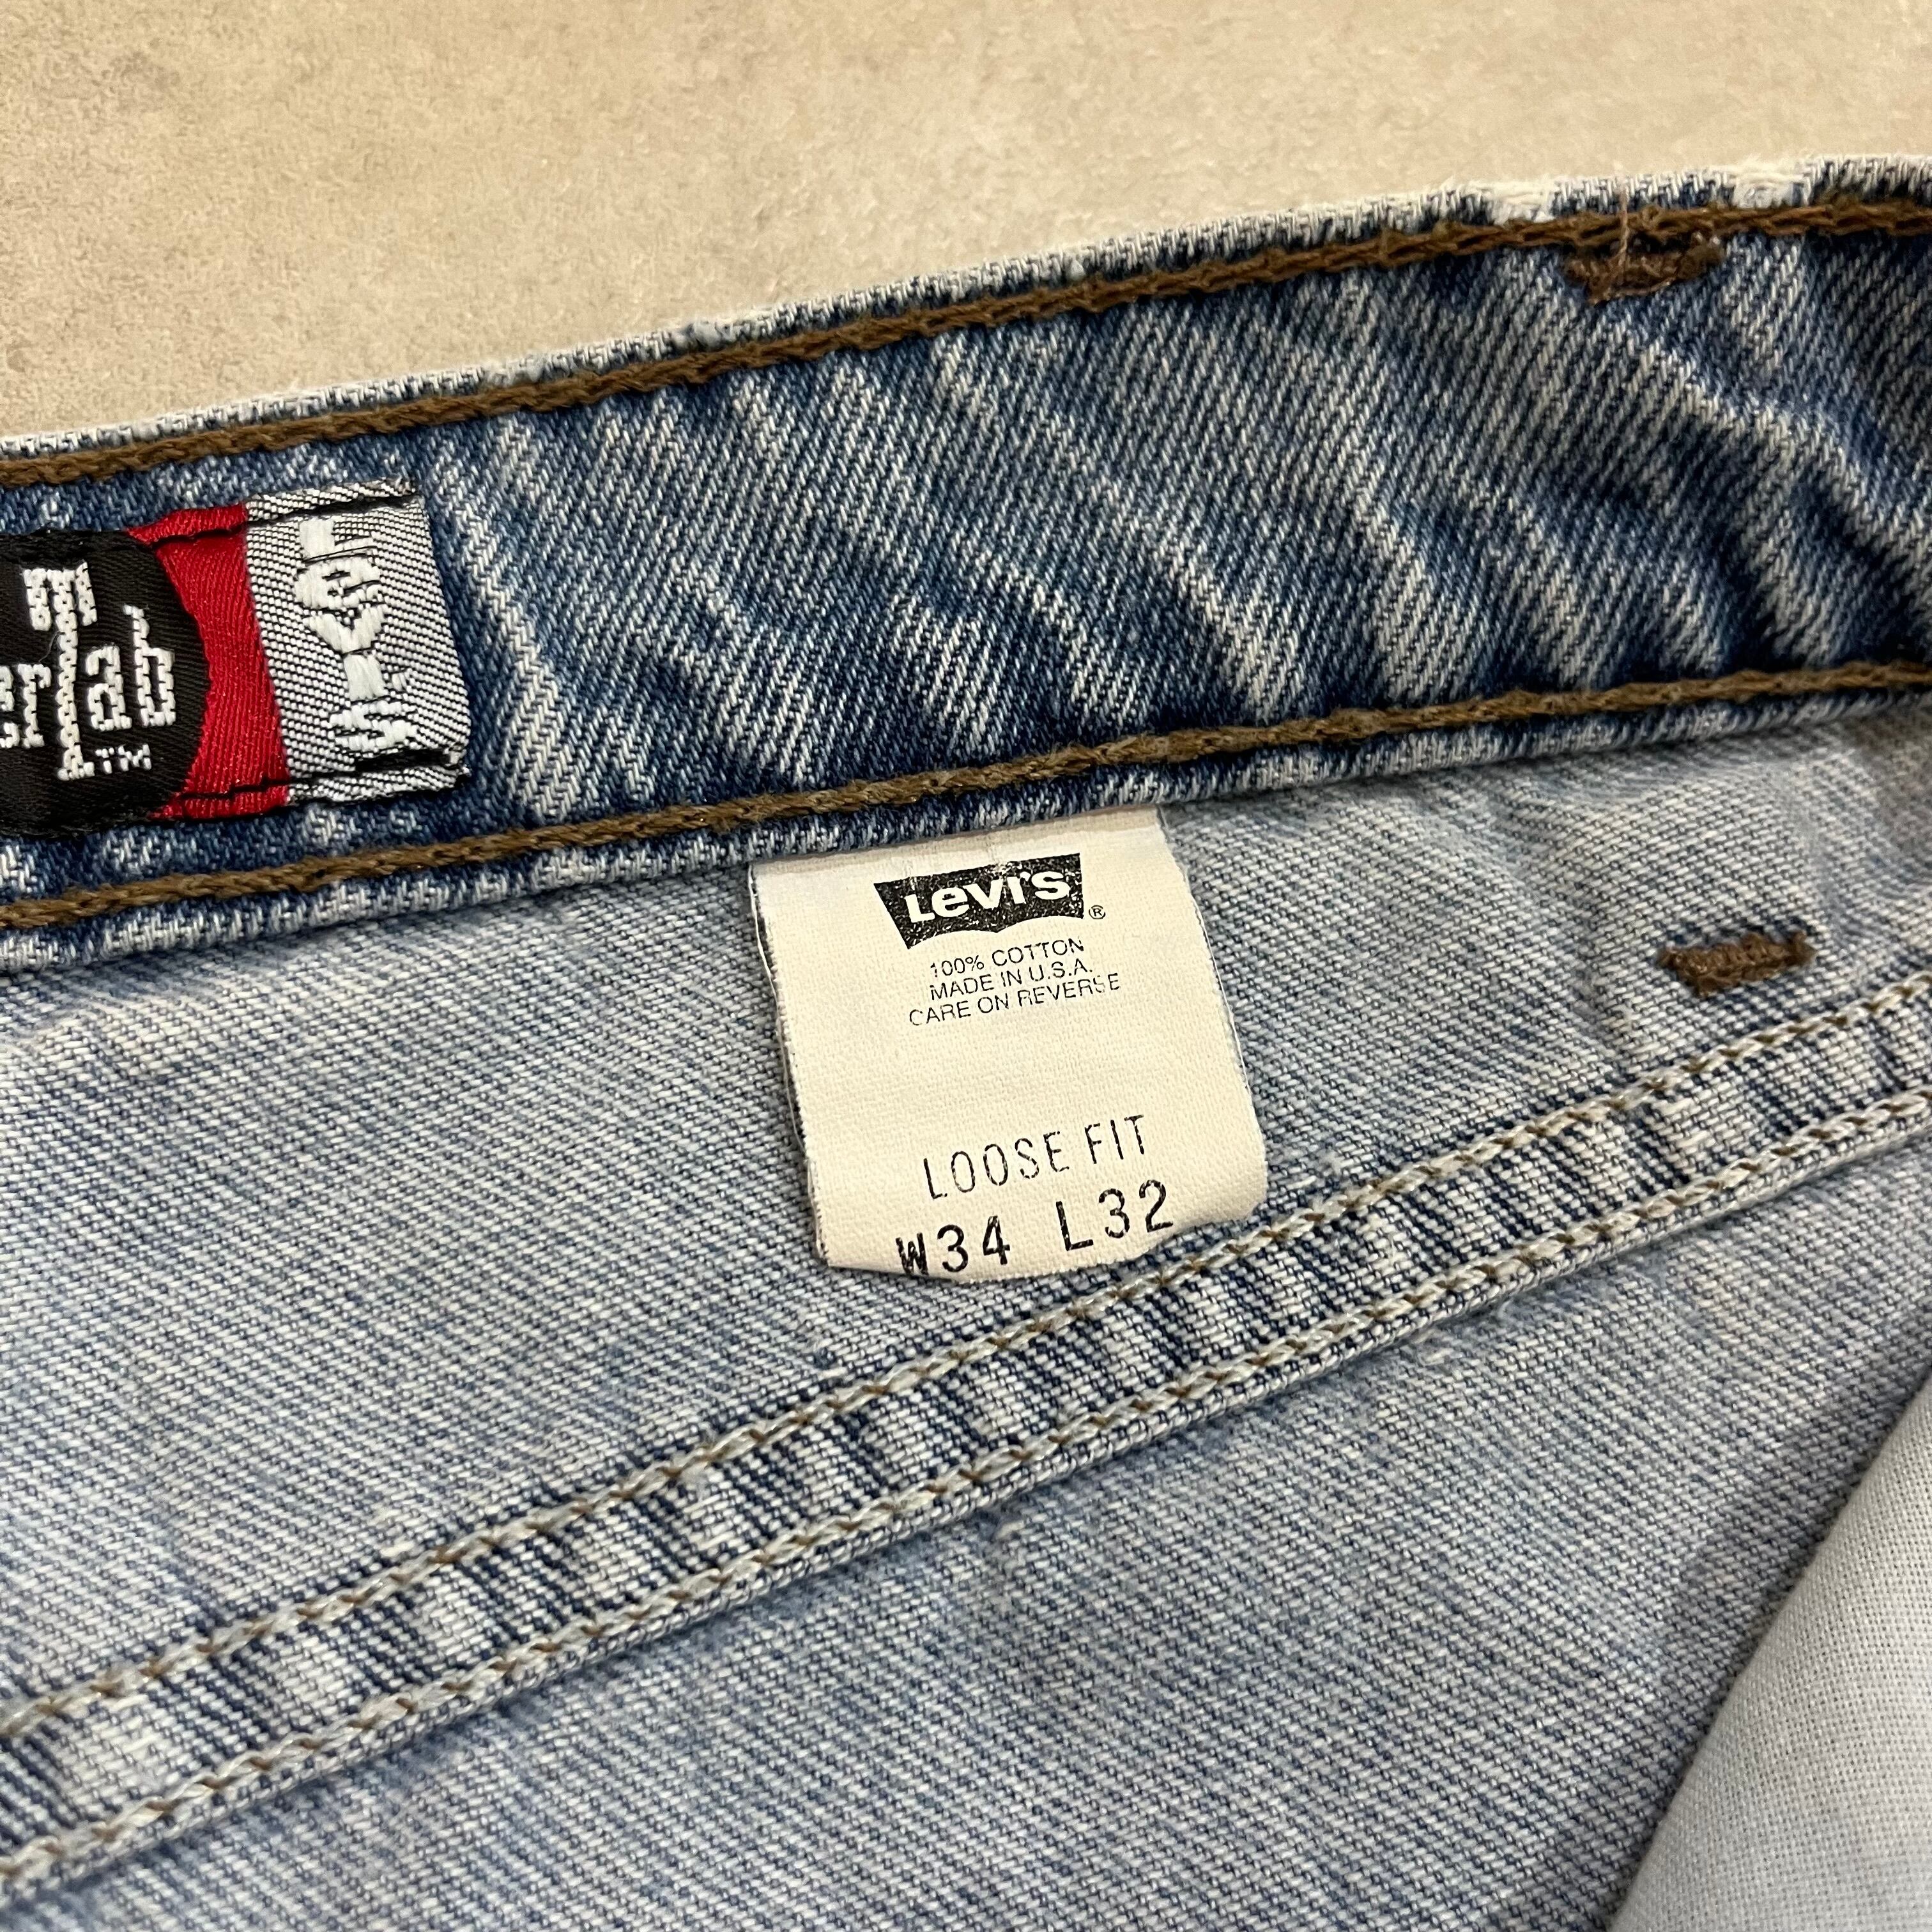 erTab
TM
Levi's
Levi's®
100% COTTON
MADE IN U.S.A.
CARE ON REVERSE
LOOSE FIT
W34 L32